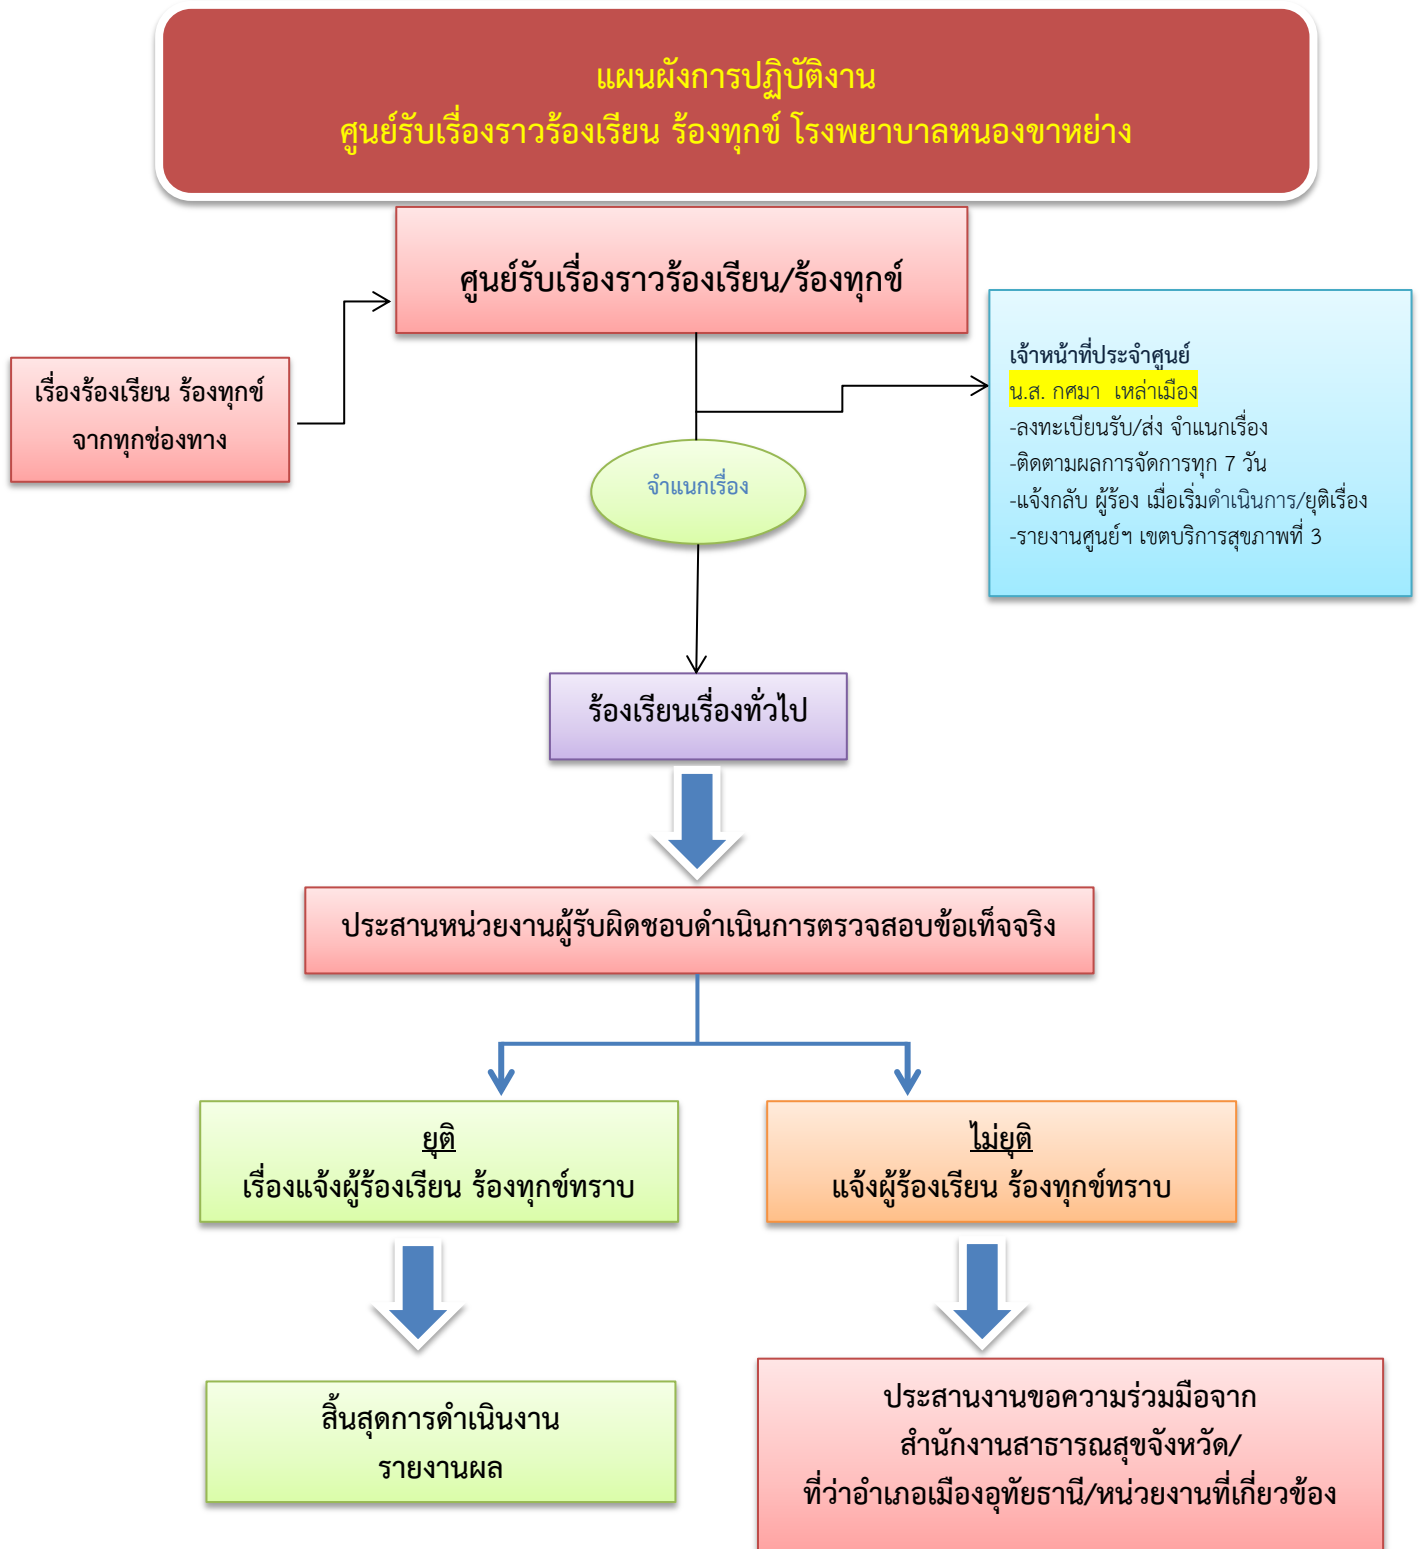 แผนผังการปฏิบัติงาน
ศูนย์รับเรื่องราวร้องเรียน ร้องทุกข์ โรงพยาบาลหนองขาหย่าง
ศูนย์รับเรื่องราวร้องเรียน/ร้องทุกข์
เรื่องร้องเรียน ร้องทุกข์
จากทุกช่องทาง
เจ้าหน้าที่ประจำศูนย์
น.ส. กศมา เหล่าเมือง
-ลงทะเบียนรับ/ส่ง จำแนกเรื่อง
-ติดตามผลการจัดการทุก 7 วัน
-แจ้งกลับ ผู้ร้อง เมื่อเริ่มดำเนินการ/ยุติเรื่อง
-รายงานศูนย์ฯ เขตบริการสุขภาพที่ 3
จำแนกเรื่อง
ร้องเรียนเรื่องทั่วไป
ประสานหน่วยงานผู้รับผิดชอบดำเนินการตรวจสอบข้อเท็จจริง
ยุติ
เรื่องแจ้งผู้ร้องเรียน ร้องทุกข์ทราบ
ไม่ยุติ
แจ้งผู้ร้องเรียน ร้องทุกข์ทราบ
สิ้นสุดการดำเนินงาน
รายงานผล
ประสานงานขอความร่วมมือจาก
สำนักงานสาธารณสุขจังหวัด/
ที่ว่าอำเภอเมืองอุทัยธานี/หน่วยงานที่เกี่ยวข้อง